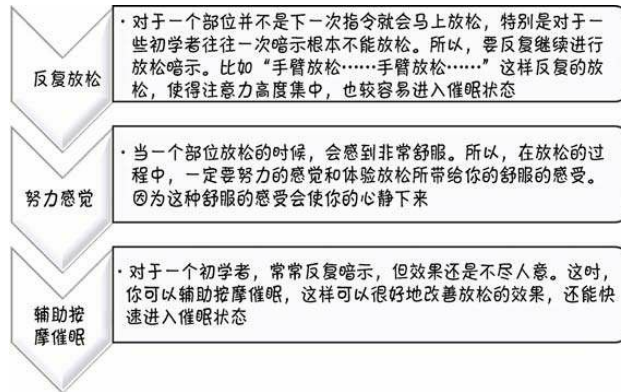 反复放松
· 对于一个部位并不是下一次指令就会马上放松，特别是对于一
些初学者往往一次暗示根本不能放松。所以，要反复继续进行
放松暗示。比如“手臂放松……手臂放松……”这样反复的放
松，使得注意力高度集中，也较容易进入催眠状态
努力感觉
· 当一个部位放松的时候，会感到非常舒服。所以，在放松的过
程中，一定要努力的感觉和体验放松所带给你的舒服的感受。
因为这种舒服的感受会使你的心静下来
辅助按
摩催眠
· 对于一个初学者，常常反复暗示，但效果还是不尽人意。这时，
你可以辅助按摩催眠，这样可以很好地改善放松的效果，还能快
速进入催眠状态